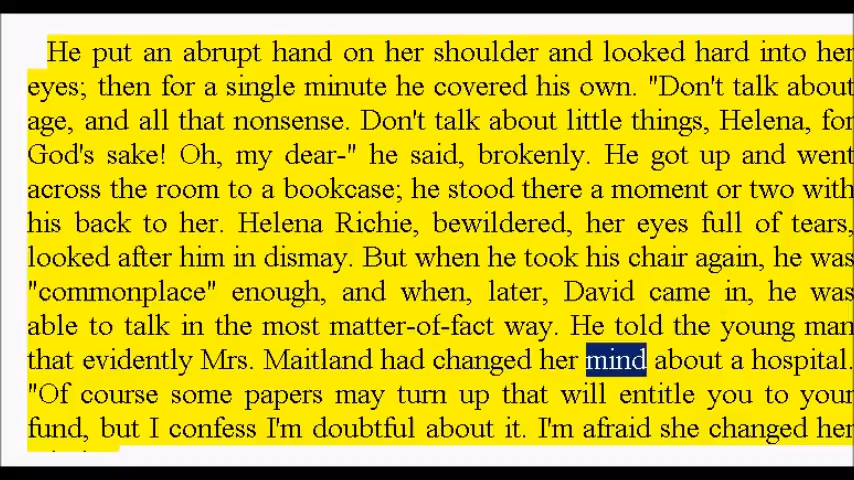 He put an abrupt hand on her shoulder and looked hard into her
eyes; then for a single minute he covered his own. "Don't talk about
age, and all that nonsense. Don't talk about little things, Helena, for
God's sake! Oh, my dear-" he said, brokenly. He got up and went
across the room to a bookcase; he stood there a moment or two with
his back to her. Helena Richie, bewildered, her eyes full of tears,
looked after him in dismay. But when he took his chair again, he was
"commonplace" enough, and when, later, David came in, he was
able to talk in the most matter-of-fact way. He told the young man
that evidently Mrs. Maitland had changed her mind about a hospital.
"Of course some papers may turn up that will entitle you to your
fund, but I confess I'm doubtful about it. I'm afraid she changed her